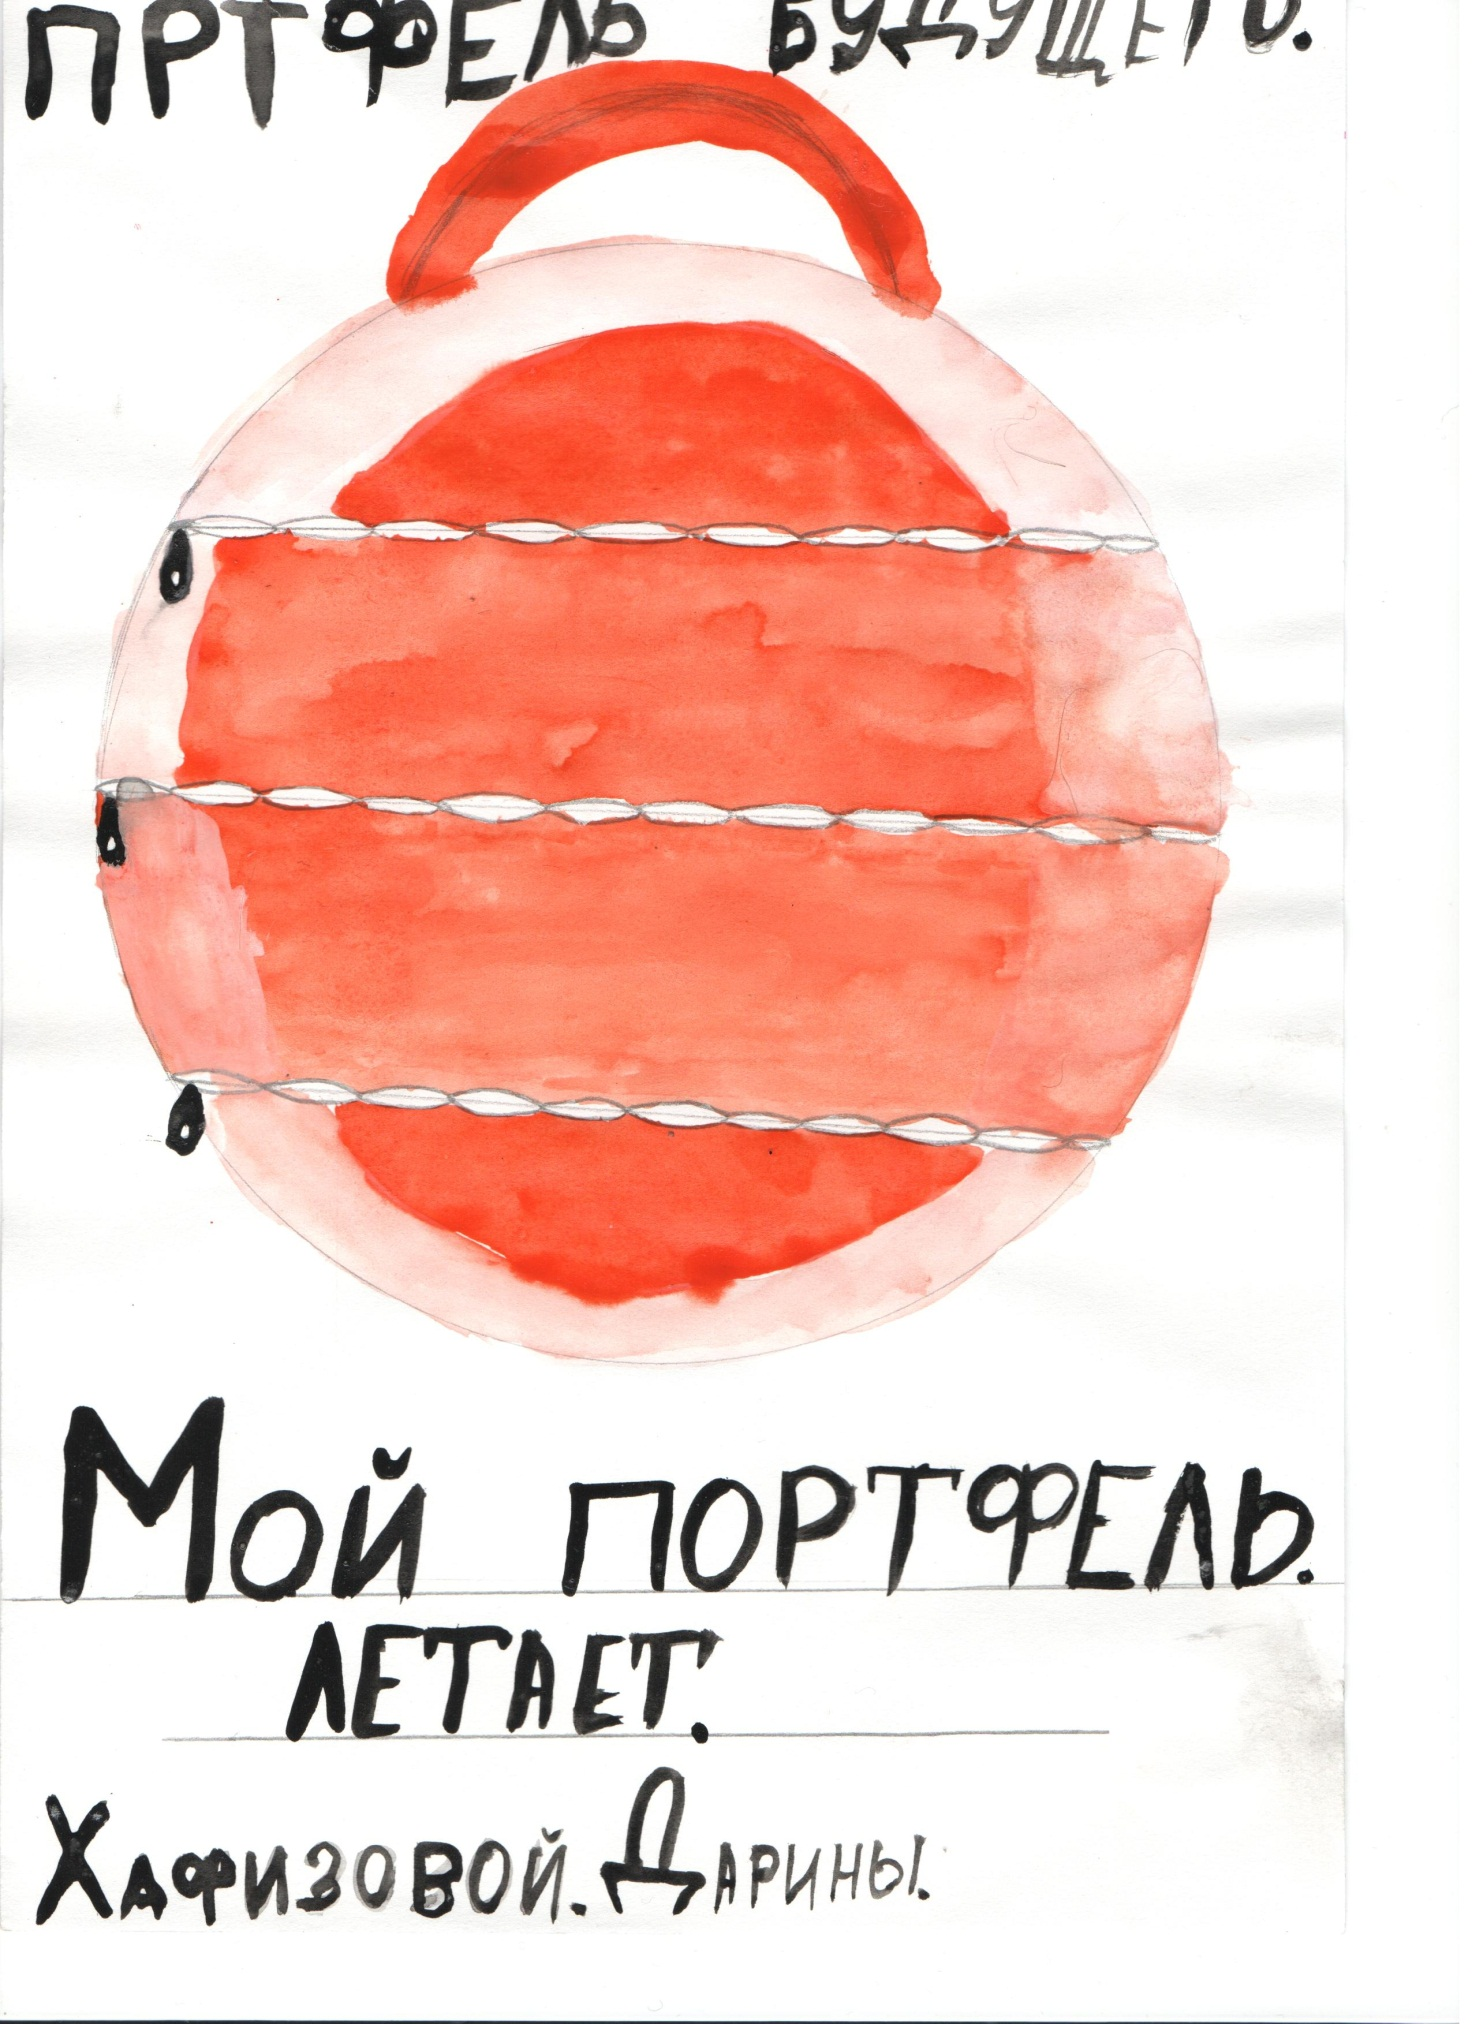 ПРТФЕЛЬ БУДУЩЕГО.
Мой ПОРТФЕЛЬ.
ЛЕТАЕТ.
ХАФИЗОВОЙ. ДАРИНЫ.